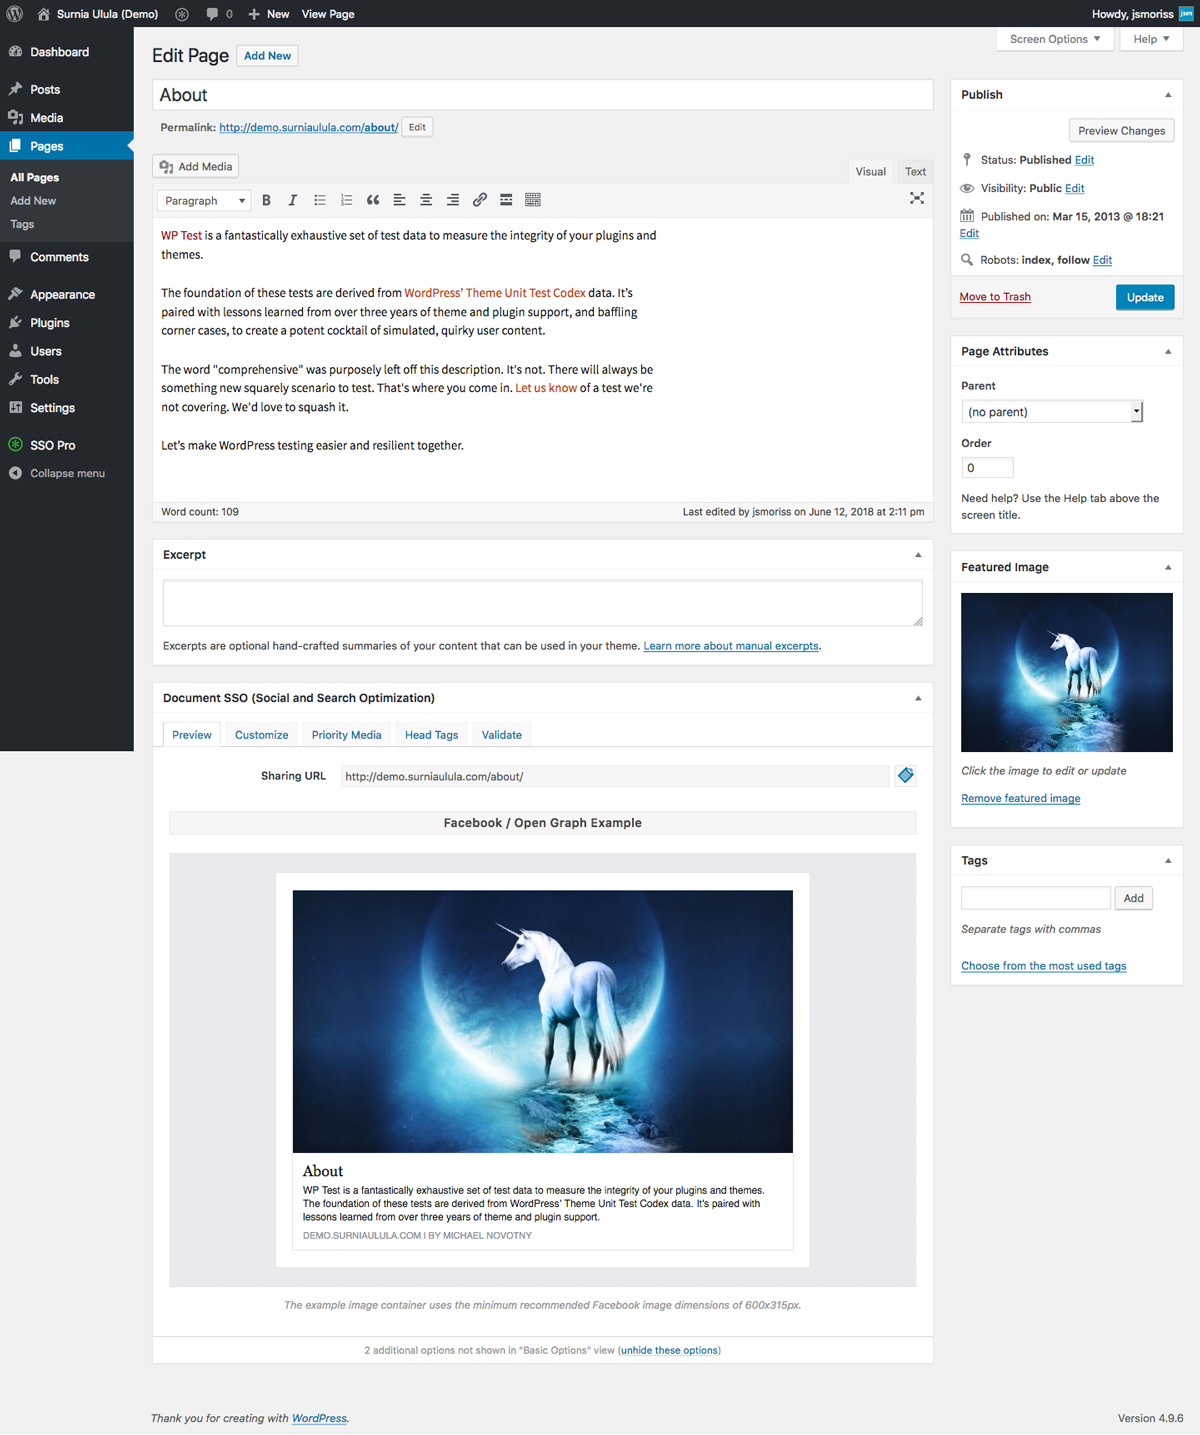 Surnia Ulula (Demo) 0 + New View Page Howdy, jsmoriss jsm
Dashboard
Posts
Media
Pages
All Pages
Add New
Tags
Comments
Appearance
Plugins
Users
Tools
Settings
SSO Pro
Collapse menu
Screen Options Help
Edit Page Add New
About
Permalink: http://demo.surniaulula.com/about/ Edit
Add Media
Visual Text
Paragraph B I
WP Test is a fantastically exhaustive set of test data to measure the integrity of your plugins and
themes.
The foundation of these tests are derived from WordPress’ Theme Unit Test Codex data. It’s
paired with lessons learned from over three years of theme and plugin support, and baffling
corner cases, to create a potent cocktail of simulated, quirky user content.
The word "comprehensive" was purposely left off this description. It's not. There will always be
something new squarely scenario to test. That's where you come in. Let us know of a test we're
not covering. We'd love to squash it.
Let’s make WordPress testing easier and resilient together.
Word count: 109 Last edited by jsmoriss on June 12, 2018 at 2:11 pm
Excerpt
Excerpts are optional hand-crafted summaries of your content that can be used in your theme. Learn more about manual excerpts.
Document SSO (Social and Search Optimization)
Preview Customize Priority Media Head Tags Validate
Sharing URL http://demo.surniaulula.com/about/
Facebook / Open Graph Example
About
WP Test is a fantastically exhaustive set of test data to measure the integrity of your plugins and themes.
The foundation of these tests are derived from WordPress’ Theme Unit Test Codex data. It’s paired with
lessons learned from over three years of theme and plugin support.
DEMO.SURNIAULULA.COM | BY MICHAEL NOVOTNY
The example image container uses the minimum recommended Facebook image dimensions of 600x315px.
2 additional options not shown in "Basic Options" view (unhide these options)
Publish
Preview Changes
Status: Published Edit
Visibility: Public Edit
Published on: Mar 15, 2013 @ 18:21
Edit
Robots: index, follow Edit
Move to Trash Update
Page Attributes
Parent
(no parent)
Order
0
Need help? Use the Help tab above the
screen title.
Featured Image
Click the image to edit or update
Remove featured image
Tags
Add
Separate tags with commas
Choose from the most used tags
Thank you for creating with WordPress. Version 4.9.6